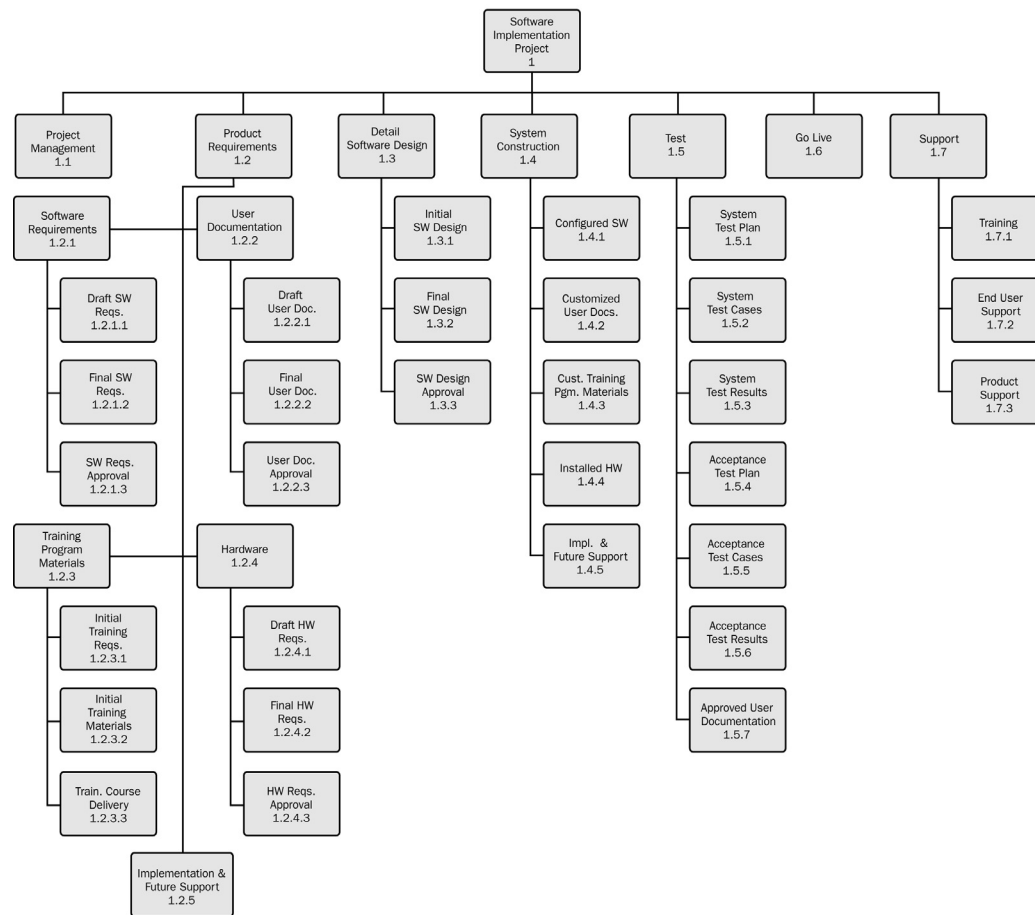 Software
Implementation
Project
1
Project
Management
1.1
Product
Requirements
1.2
Detail
Software Design
1.3
System
Construction
1.4
Test
1.5
Go Live
1.6
Support
1.7
Software
Requirements
1.2.1
User
Documentation
1.2.2
Draft SW
Reqs.
1.2.1.1
Final SW
Reqs.
1.2.1.2
SW Reqs.
Approval
1.2.1.3
Draft
User Doc.
1.2.2.1
Final
User Doc.
1.2.2.2
User Doc.
Approval
1.2.2.3
Training
Program
Materials
1.2.3
Hardware
1.2.4
Initial
Training
Reqs.
1.2.3.1
Initial
Training
Materials
1.2.3.2
Train. Course
Delivery
1.2.3.3
Draft HW
Reqs.
1.2.4.1
Final HW
Reqs.
1.2.4.2
HW Reqs.
Approval
1.2.4.3
Implementation &
Future Support
1.2.5
Initial
SW Design
1.3.1
Final
SW Design
1.3.2
SW Design
Approval
1.3.3
Configured SW
1.4.1
Customized
User Docs.
1.4.2
Cust. Training
Pgm. Materials
1.4.3
Installed HW
1.4.4
Impl. &
Future Support
1.4.5
System
Test Plan
1.5.1
System
Test Cases
1.5.2
System
Test Results
1.5.3
Acceptance
Test Plan
1.5.4
Acceptance
Test Cases
1.5.5
Acceptance
Test Results
1.5.6
Approved User
Documentation
1.5.7
Training
1.7.1
End User
Support
1.7.2
Product
Support
1.7.3